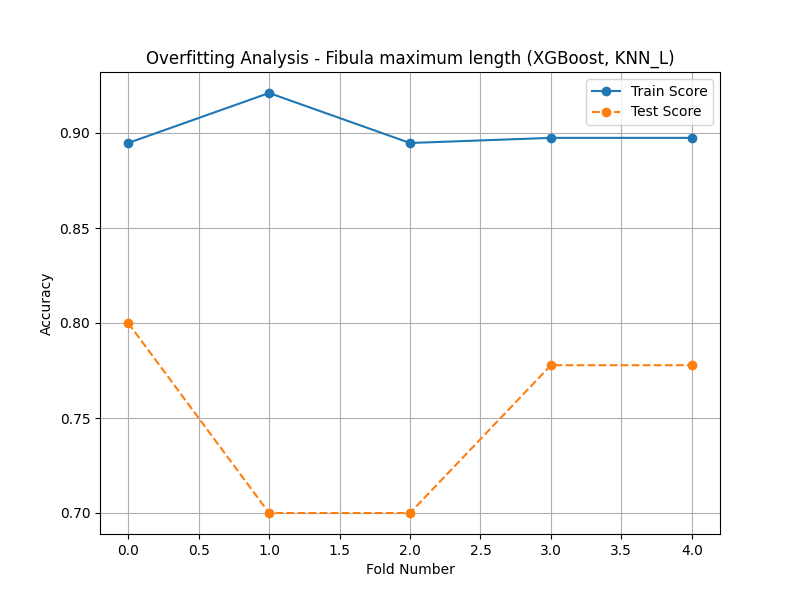 Overfitting Analysis - Fibula maximum length (XGBoost, KNN_L)
Train Score
Test Score
0.90
0.85
0.80
0.75
0.70
Accuracy
0.0 0.5 1.0 1.5 2.0 2.5 3.0 3.5 4.0
Fold Number